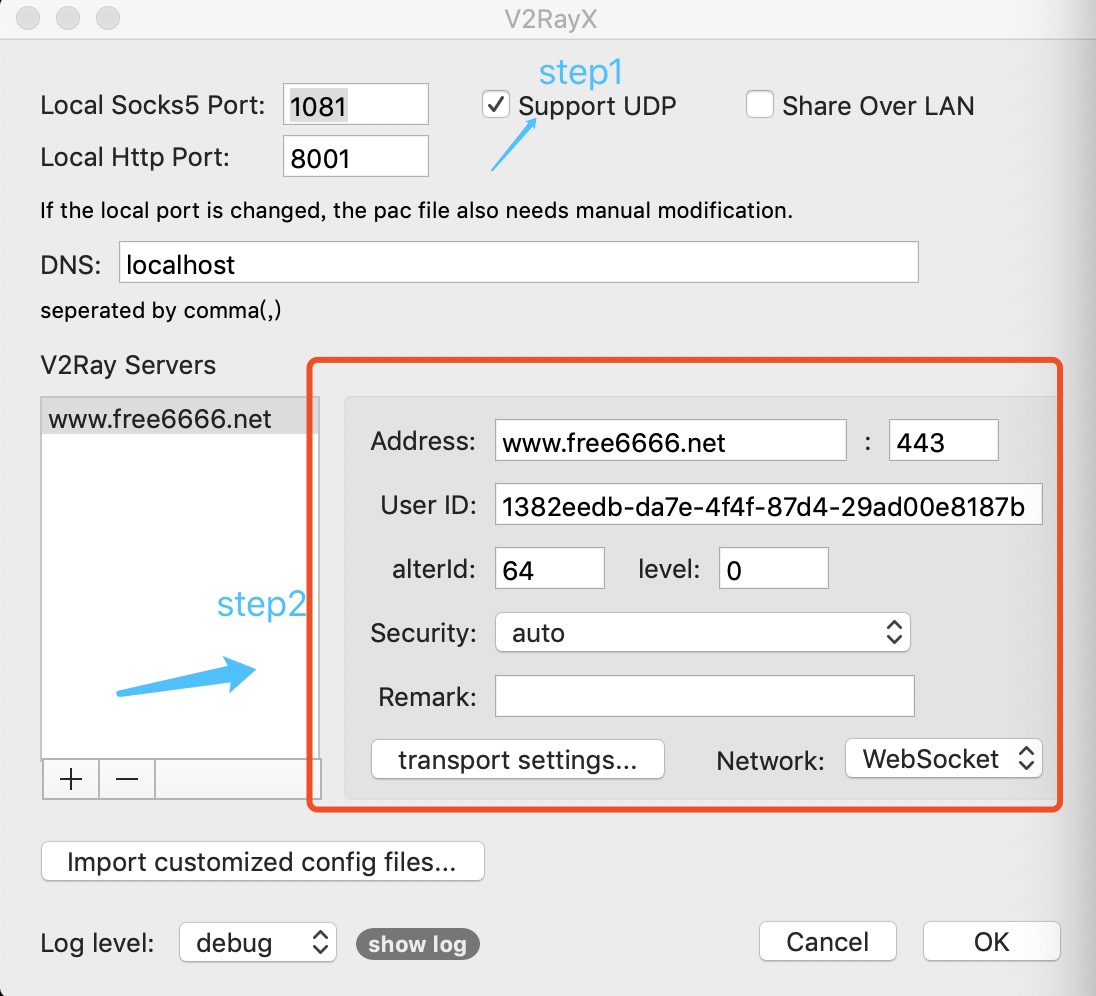 V2RayX
step1
Local Socks5 Port: 1081 Support UDP Share Over LAN
Local Http Port: 8001
If the local port is changed, the pac file also needs manual modification.
DNS: localhost
seperated by comma(,)
V2Ray Servers
www.free6666.net
Address: www.free6666.net : 443
User ID: 1382eedb-da7e-4f4f-87d4-29ad00e8187b
alterId: 64 level: 0
step2
Security: auto
Remark:
transport settings... Network: WebSocket
Import customized config files...
Log level: debug show log Cancel OK